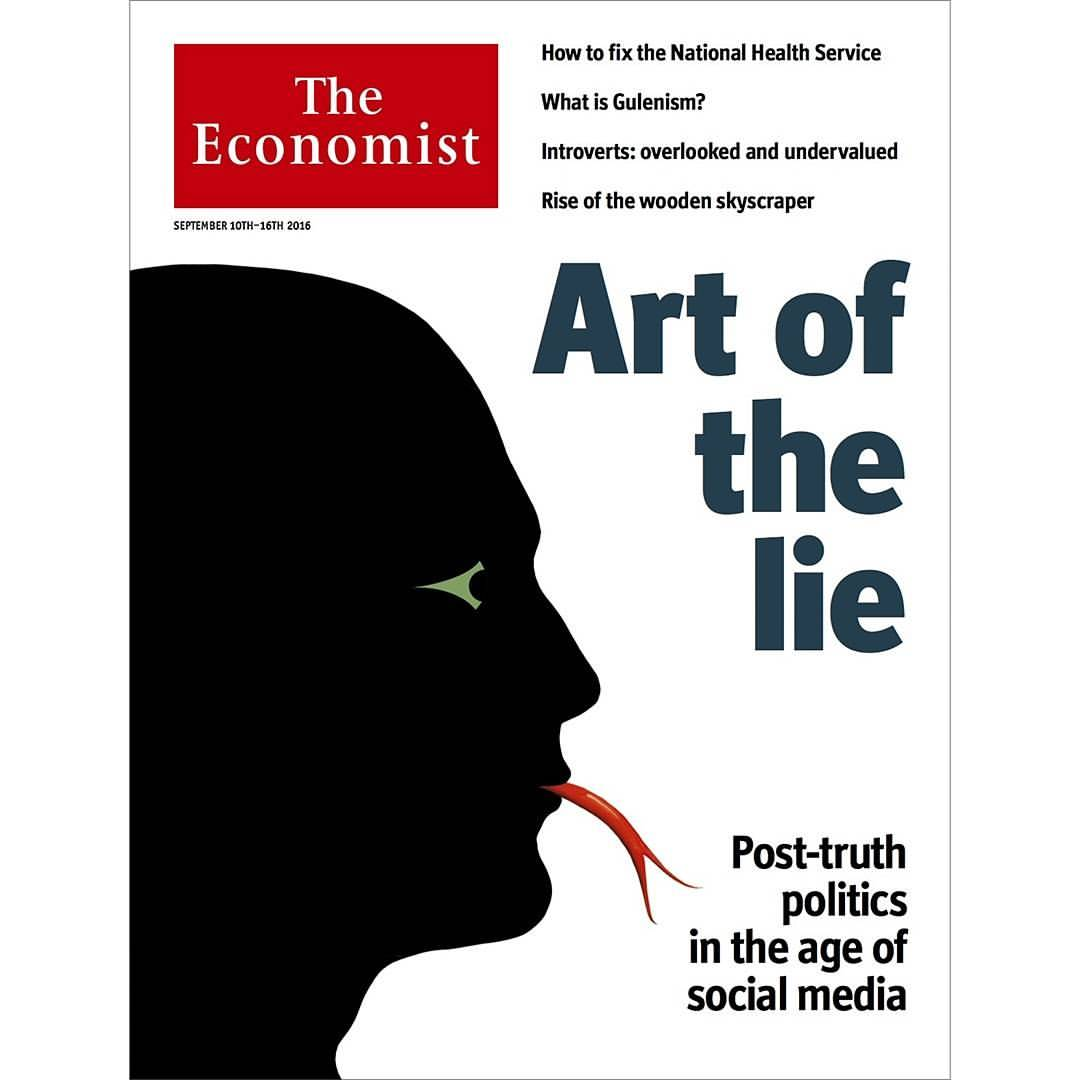 The
Economist
SEPTEMBER 10TH–16TH 2016
How to fix the National Health Service
What is Gulenism?
Introverts: overlooked and undervalued
Rise of the wooden skyscraper
Art of
the
lie
Post-truth
politics
in the age of
social media